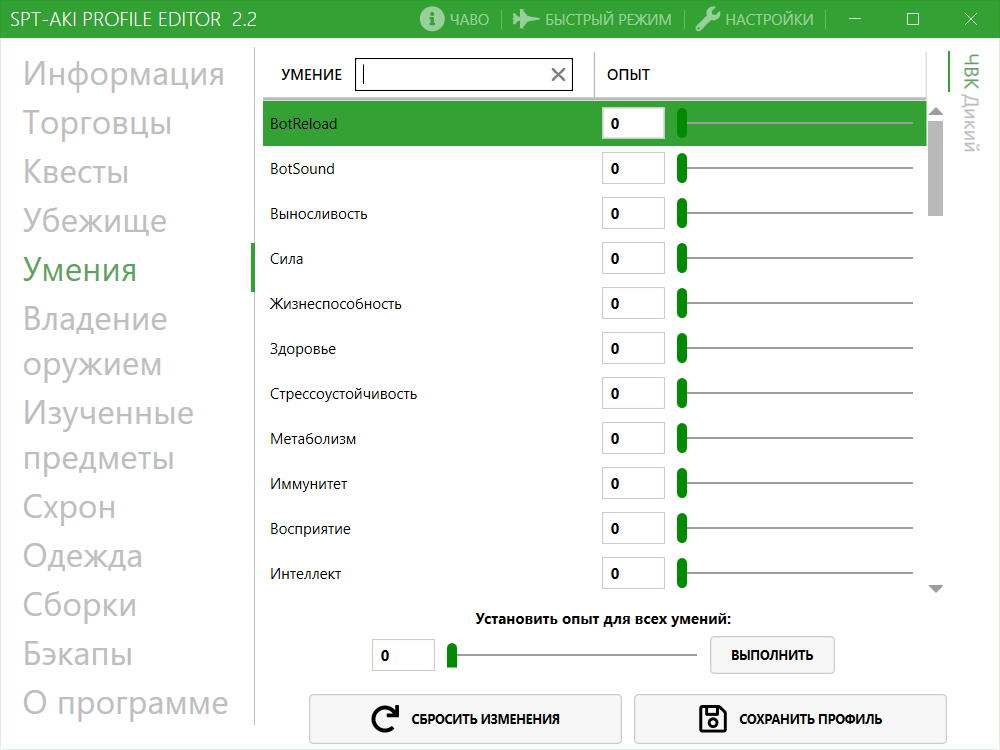 SPT-AKI PROFILE EDITOR 2.2
ЧАВО
БЫСТРЫЙ РЕЖИМ
НАСТРОЙКИ
Информация
Торговцы
Квесты
Убежище
Умения
Владение
оружием
Изученные
предметы
Схрон
Одежда
Сборки
Бэкапы
О программе
УМЕНИЕ
ОПЫТ
BotReload 0
BotSound 0
Выносливость 0
Сила 0
Жизнеспособность 0
Здоровье 0
Стрессоустойчивость 0
Метаболизм 0
Иммунитет 0
Восприятие 0
Интеллект 0
Установить опыт для всех умений:
0
ВЫПОЛНИТЬ
СБРОСИТЬ ИЗМЕНЕНИЯ
СОХРАНИТЬ ПРОФИЛЬ
ЧВК Дикий